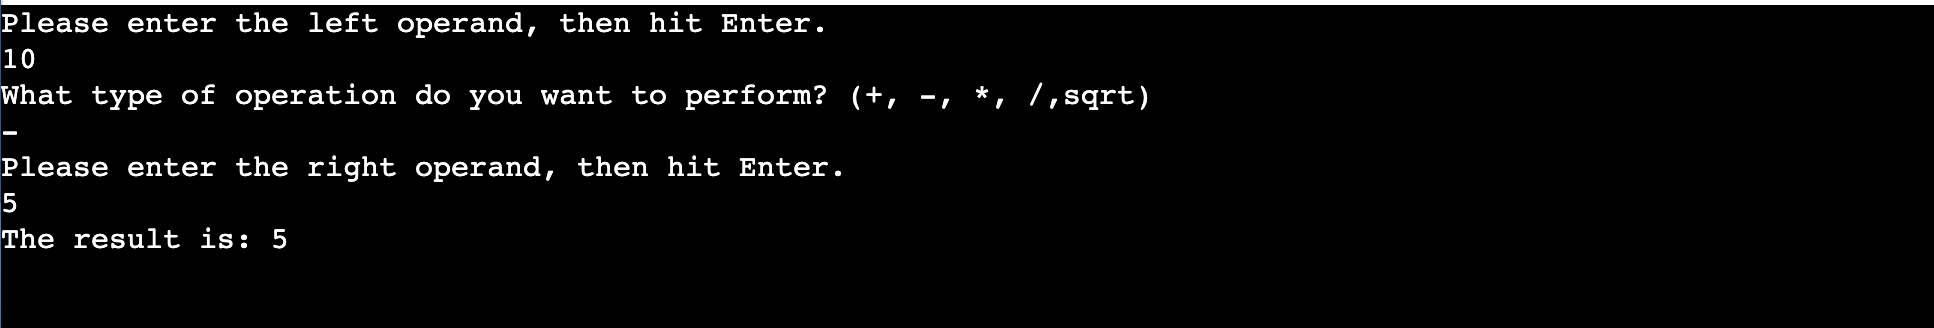 Please enter the left operand, then hit Enter.
10
What type of operation do you want to perform? (+, -, *, /,sqrt)
-
Please enter the right operand, then hit Enter.
5
The result is: 5